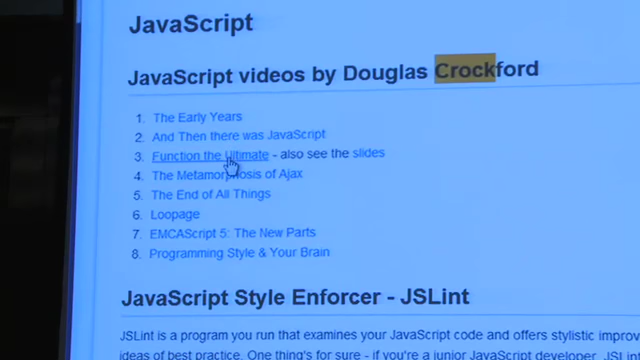 JavaScript
JavaScript videos by Douglas Crockford
1. The Early Years
2. And Then there was JavaScript
3. Function the Ultimate - also see the slides
4. The Metamorphosis of Ajax
5. The End of All Things
6. Loopage
7. EMCAScript 5: The New Parts
8. Programming Style & Your Brain
JavaScript Style Enforcer - JSLint
JSLint is a program you run that examines your JavaScript code and offers stylistic improv
ideas of best practice. One thing's for sure - if you're a junior JavaScript developer, JSLint